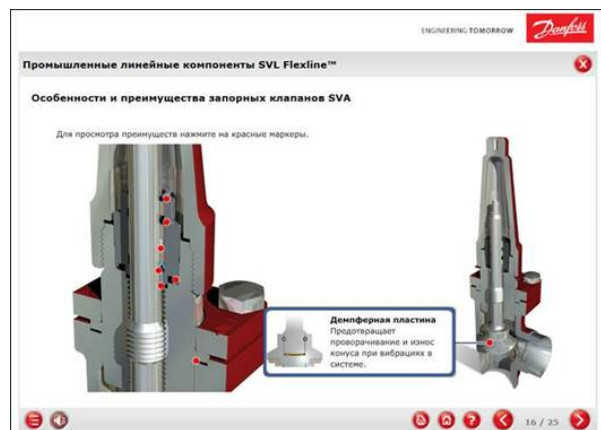 ENGINEERING TOMORROW
Danfoss
Промышленные линейные компоненты SVL Flexline™
Особенности и преимущества запорных клапанов SVA
Для просмотра преимуществ нажмите на красные маркеры.
Демпферная пластина
Предотвращает
проворачивание и износ
конуса при вибрациях в
системе.
16 / 25